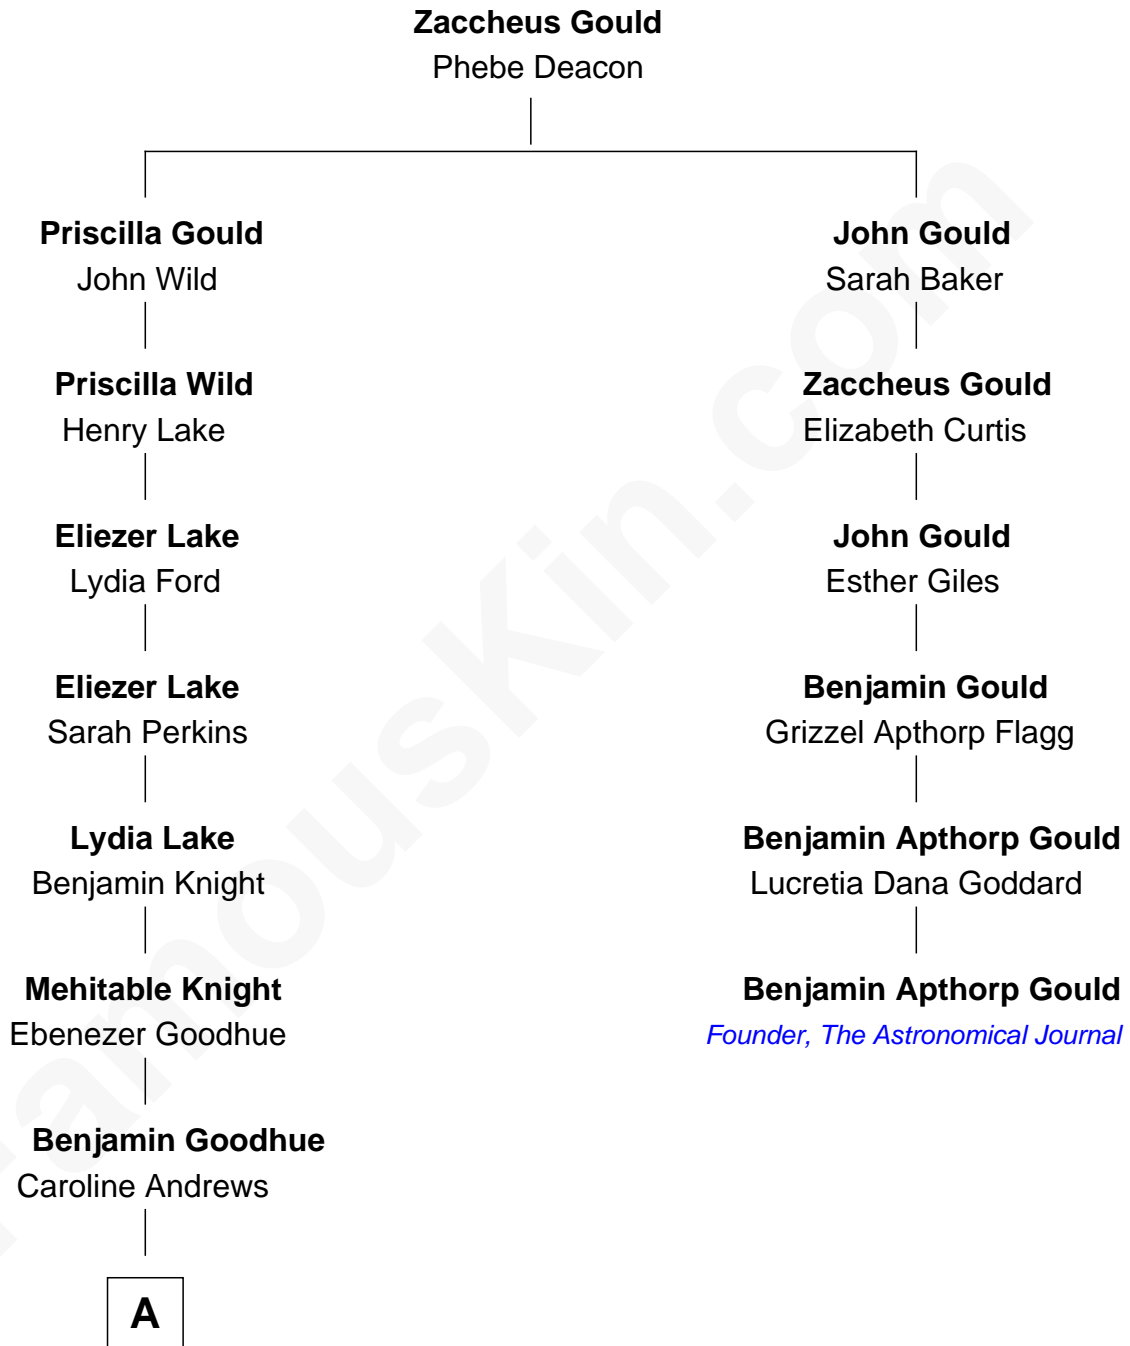 Zaccheus Gould
Phebe Deacon
Priscilla Gould
John Wild
John Gould
Sarah Baker
Priscilla Wild
Henry Lake
Zaccheus Gould
Elizabeth Curtis
Eliezer Lake
Lydia Ford
John Gould
Esther Giles
Eliezer Lake
Sarah Perkins
Benjamin Gould
Grizzel Apthorp Flagg
Lydia Lake
Benjamin Knight
Benjamin Apthorp Gould
Lucretia Dana Goddard
Mehitable Knight
Ebenezer Goodhue
Benjamin Apthorp Gould
Founder, The Astronomical Journal
Benjamin Goodhue
Caroline Andrews
A
FamousKin.com